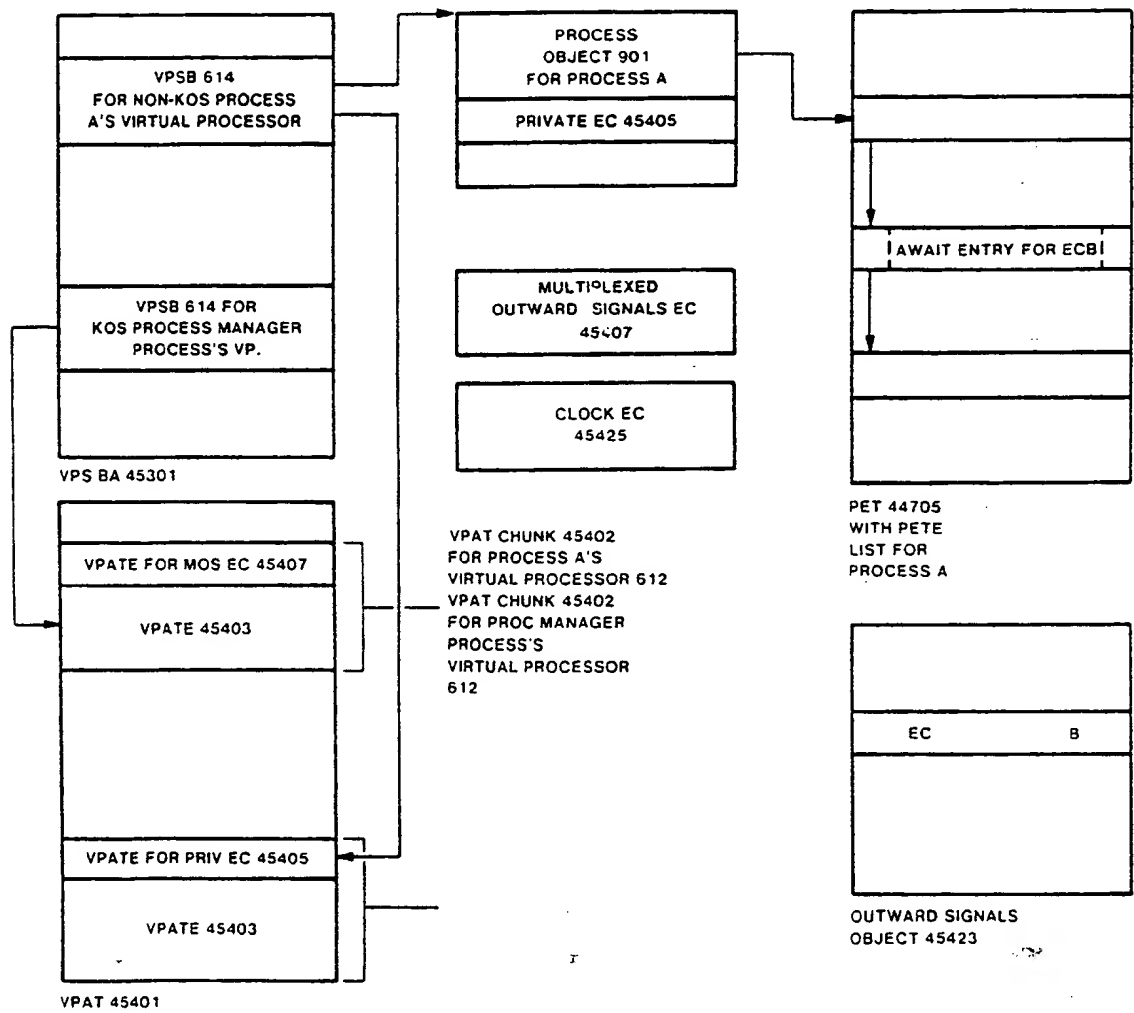 VPSB 614
FOR NON-KOS PROCESS
A'S VIRTUAL PROCESSOR
VPSB 614 FOR
KOS PROCESS MANAGER
PROCESS'S VP.
VPS BA 45301
PROCESS
OBJECT 901
FOR PROCESS A
PRIVATE EC 45405
MULTIPLEXED
OUTWARD SIGNALS EC
45407
CLOCK EC
45425
AWAIT ENTRY FOR ECB
PET 44705
WITH PETE
LIST FOR
PROCESS A
VPATE FOR MOS EC 45407
VPATE 45403
VPATE FOR PRIV EC 45405
VPATE 45403
VPAT 45401
VPAT CHUNK 45402
FOR PROCESS A'S
VIRTUAL PROCESSOR 612
VPAT CHUNK 45402
FOR PROC MANAGER
PROCESS'S
VIRTUAL PROCESSOR
612
EC B
OUTWARD SIGNALS
OBJECT 45423